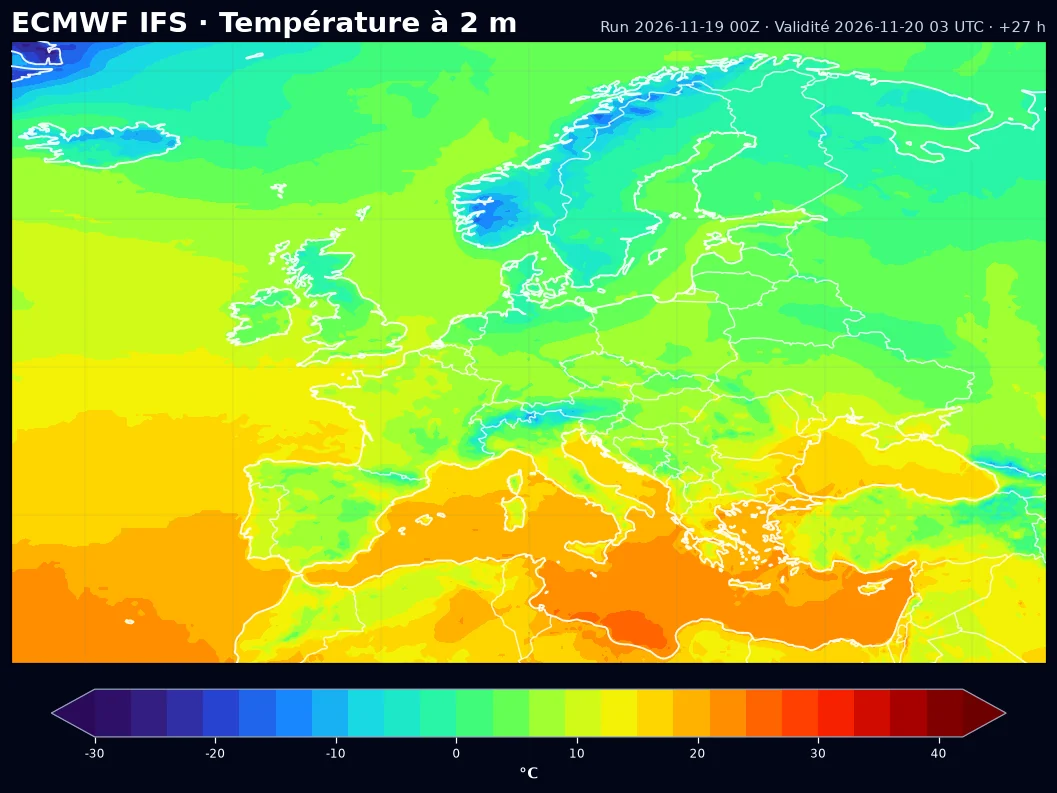 ECMWF IFS · Température à 2 m
Run 2026-11-19 00Z · Validité 2026-11-20 03 UTC · +27 h
-30 -20 -10 0 10 20 30 40
°C